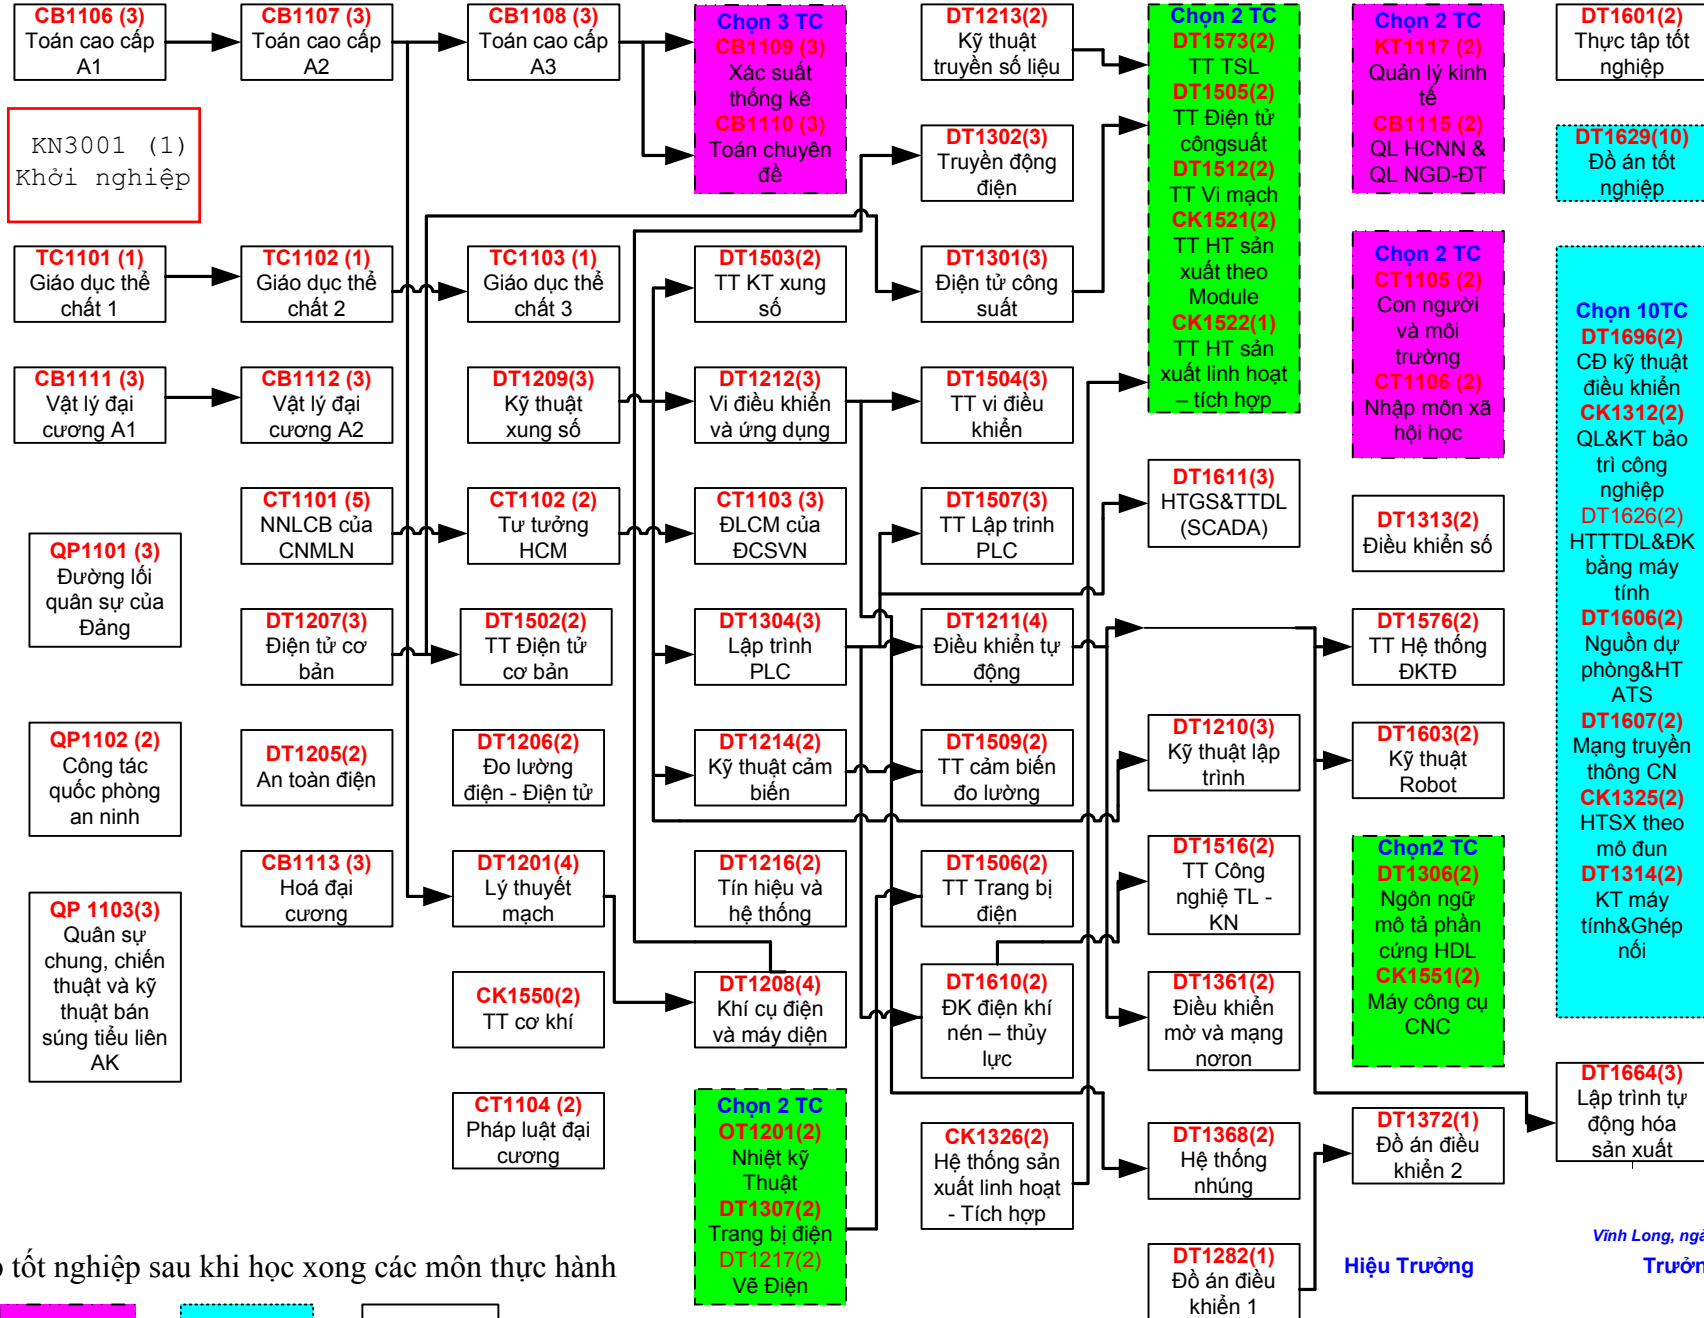 CB1106 (3)
Toán cao cấp
A1
KN3001 (1)
Khởi nghiệp
TC1101 (1)
Giáo dục thể
chất 1
CB1111 (3)
Vật lý đại
cương A1
QP1101 (3)
Đường lối
quân sự của
Đảng
QP1102 (2)
Công tác
quốc phòng
an ninh
QP 1103(3)
Quân sự
chung, chiến
thuật và kỹ
thuật bán
súng tiểu liên
AK
CB1107 (3)
Toán cao cấp
A2
TC1102 (1)
Giáo dục thể
chất 2
CB1112 (3)
Vật lý đại
cương A2
CT1101 (5)
NNLCB của
CNMLN
DT1207(3)
Điện tử cơ
bản
DT1205(2)
An toàn điện
CB1113 (3)
Hoá đại
cương
CB1108 (3)
Toán cao cấp
A3
TC1103 (1)
Giáo dục thể
chất 3
DT1209(3)
Kỹ thuật
xung số
CT1102 (2)
Tư tưởng
HCM
DT1502(2)
TT Điện tử
cơ bản
DT1206(2)
Đo lường
điện - Điện tử
DT1201(4)
Lý thuyết
mạch
CK1550(2)
TT cơ khí
CT1104 (2)
Pháp luật đại
cương
Chọn 3 TC
CB1109 (3)
Xác suất
thống kê
CB1110 (3)
Toán chuyên
đề
DT1503(2)
TT KT xung
số
DT1212(3)
Vi điều khiển
và ứng dụng
CT1103 (3)
ĐLCM của
ĐCSVN
DT1304(3)
Lập trình
PLC
DT1214(2)
Kỹ thuật cảm
biến
DT1216(2)
Tín hiệu và
hệ thống
DT1208(4)
Khí cụ điện
và máy diện
Chọn 2 TC
OT1201(2)
Nhiệt kỹ
Thuật
DT1307(2)
Trang bị điện
DT1217(2)
Vẽ Điện
DT1213(2)
Kỹ thuật
truyền số liệu
DT1302(3)
Truyền động
điện
DT1301(3)
Điện tử công
suất
DT1504(3)
TT vi điều
khiển
DT1507(3)
TT Lập trinh
PLC
DT1211(4)
Điều khiển tự
động
DT1509(2)
TT cảm biến
đo lường
DT1506(2)
TT Trang bị
điện
DT1610(2)
ĐK điện khí
nén – thủy
lực
CK1326(2)
Hệ thống sản
xuất linh hoạt
- Tích hợp
Chọn 2 TC
DT1573(2)
TT TSL
DT1505(2)
TT Điện tử
côngsuất
DT1512(2)
TT Vi mạch
CK1521(2)
TT HT sản
xuất theo
Module
CK1522(1)
TT HT sản
xuất linh hoạt
– tích hợp
DT1611(3)
HTGS&TTDL
(SCADA)
DT1210(3)
Kỹ thuật lập
trình
DT1516(2)
TT Công
nghiệ TL -
KN
DT1361(2)
Điều khiển
mờ và mạng
nơron
DT1368(2)
Hệ thống
nhúng
DT1282(1)
Đồ án điều
khiển 1
Chọn 2 TC
KT1117 (2)
Quản lý kinh
tế
CB1115 (2)
QL HCNN &
QL NGD-ĐT
Chọn 2 TC
CT1105 (2)
Con người
và môi
trường
CT1106 (2)
Nhập môn xã
hội học
DT1313(2)
Điều khiển số
DT1576(2)
TT Hệ thống
ĐKTĐ
DT1603(2)
Kỹ thuật
Robot
Chọn2 TC
DT1306(2)
Ngôn ngữ
mô tả phần
cứng HDL
CK1551(2)
Máy công cụ
CNC
DT1372(1)
Đồ án điều
khiển 2
DT1601(2)
Thực tâp tốt
nghiệp
DT1629(10)
Đồ án tốt
nghiệp
Chọn 10TC
DT1696(2)
CĐ kỹ thuật
điều khiển
CK1312(2)
QL&KT bảo
trì công
nghiệp
DT1626(2)
HTTTDL&ĐK
bằng máy
tính
DT1606(2)
Nguồn dự
phòng&HT
ATS
DT1607(2)
Mạng truyền
thông CN
CK1325(2)
HTSX theo
mô đun
DT1314(2)
KT máy
tính&Ghép
nối
DT1664(3)
Lập trình tự
động hóa
sản xuất
Vĩnh Long, ngà
tốt nghiệp sau khi học xong các môn thực hành
Hiệu Trưởng
Trưởn